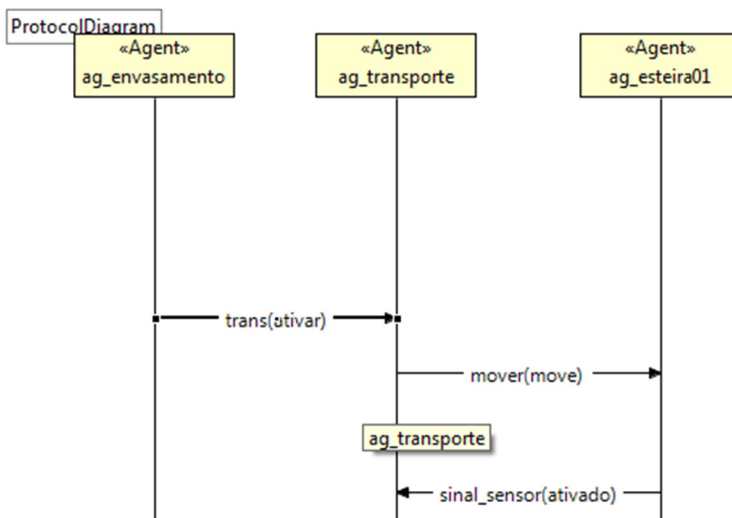 ProtocolDiagram
«Agent»
ag_envasamento
«Agent»
ag_transporte
«Agent»
ag_esteira01
trans(ativar)
mover(move)
ag_transporte
sinal_sensor(ativado)